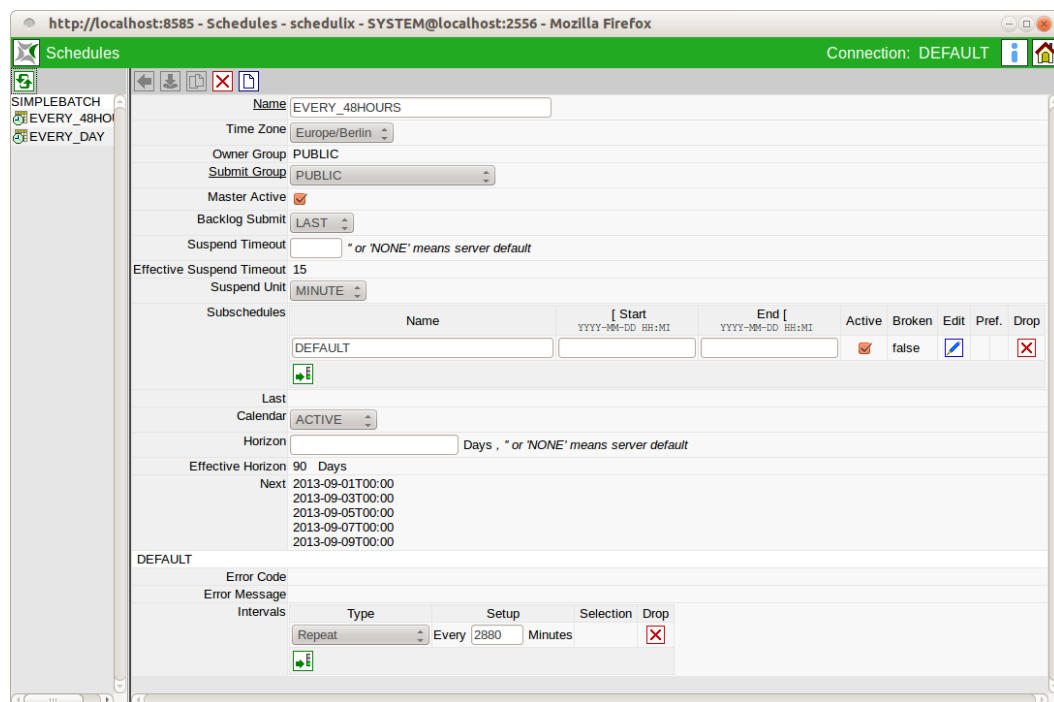 http://localhost:8585 - Schedules - schedulix - SYSTEM@localhost:2556 - Mozilla Firefox
Schedules Connection: DEFAULT
SIMPLEBATCH
EVERY_48HOU
EVERY_DAY
Name EVERY_48HOURS
Time Zone Europe/Berlin
Owner Group PUBLIC
Submit Group PUBLIC
Master Active
Backlog Submit LAST
Suspend Timeout '' or 'NONE' means server default
Effective Suspend Timeout 15
Suspend Unit MINUTE
Subschedules Name [ Start YYYY-MM-DD HH:MI End [ YYYY-MM-DD HH:MI Active Broken Edit Pref. Drop
DEFAULT false
Last
Calendar ACTIVE
Horizon Days , '' or 'NONE' means server default
Effective Horizon 90 Days
Next 2013-09-01T00:00
2013-09-03T00:00
2013-09-05T00:00
2013-09-07T00:00
2013-09-09T00:00
DEFAULT
Error Code
Error Message
Intervals Type Setup Selection Drop
Repeat Every 2880 Minutes